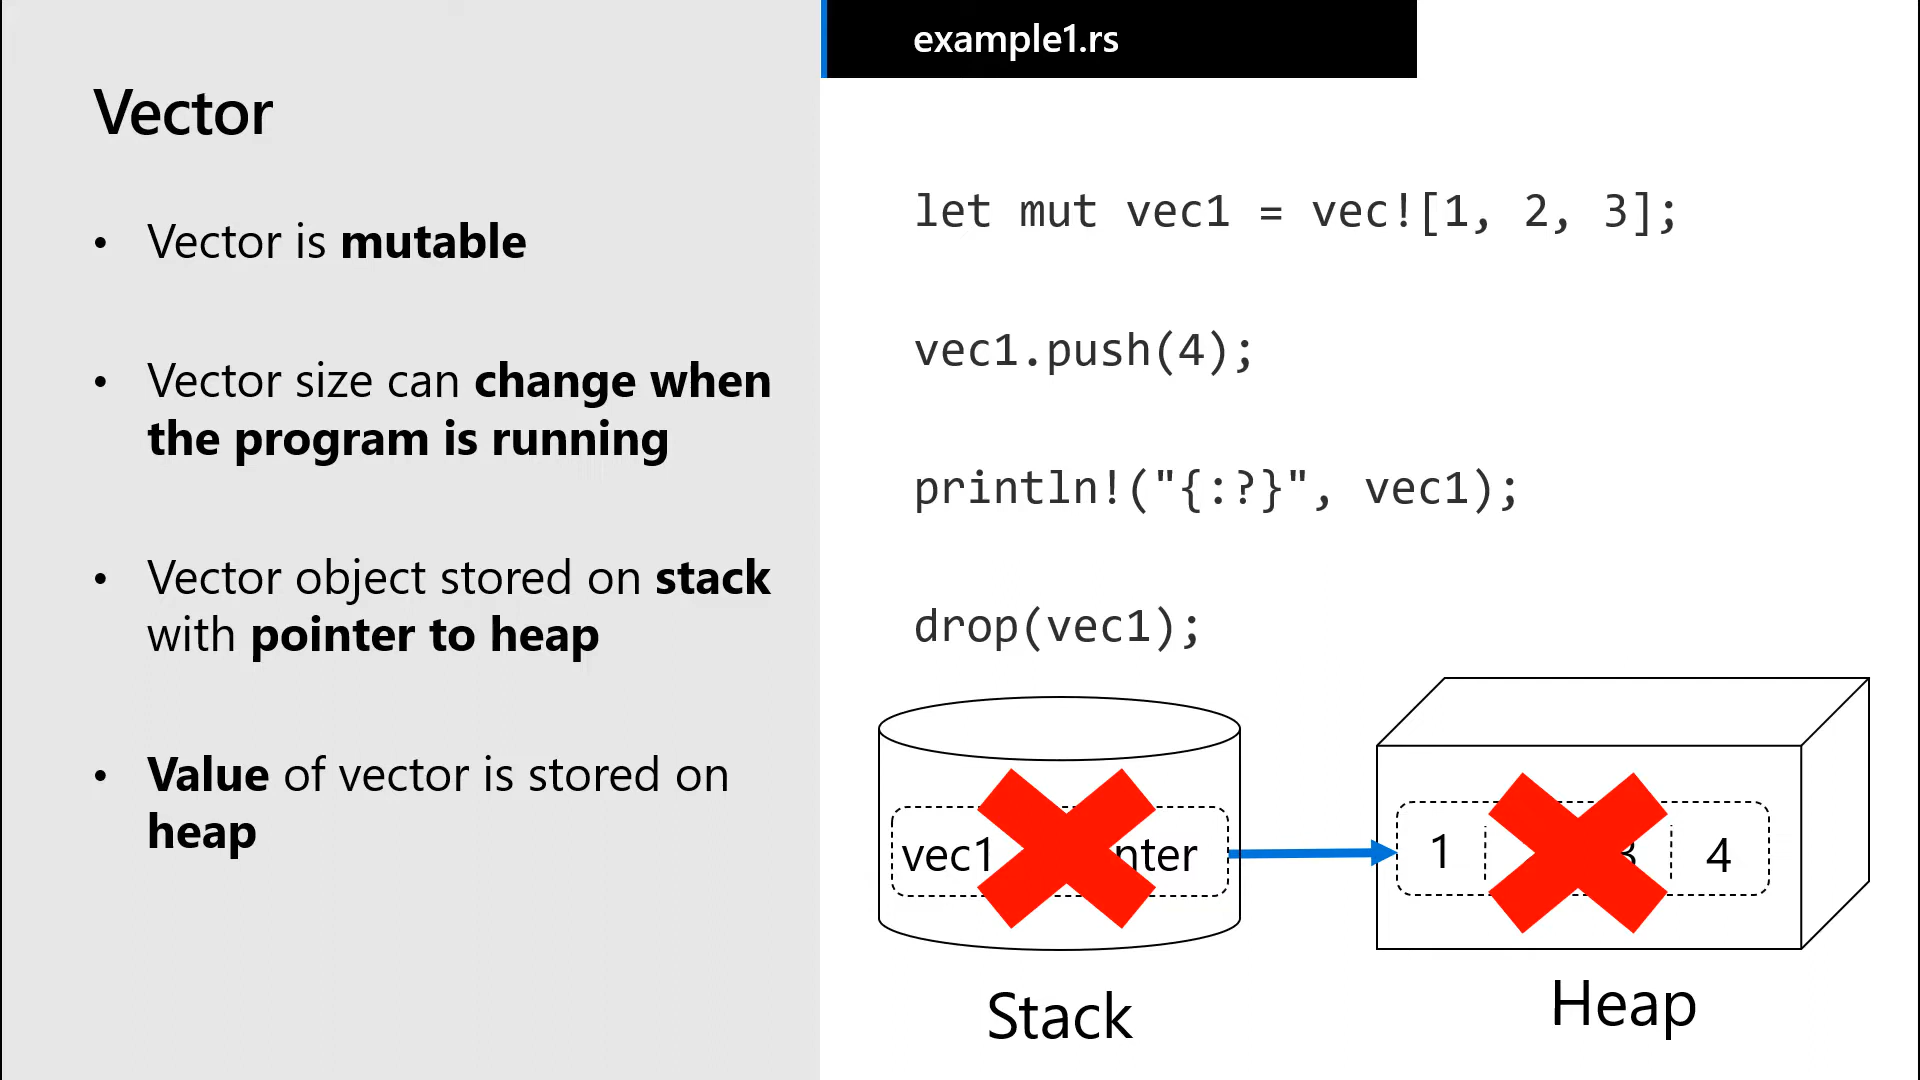 example1.rs
Vector
• Vector is mutable
• Vector size can change when
the program is running
• Vector object stored on stack
with pointer to heap
• Value of vector is stored on
heap
let mut vec1 = vec![1, 2, 3];
vec1.push(4);
println!("{:?}", vec1);
drop(vec1);
vec1
1 3 4
Stack
Heap